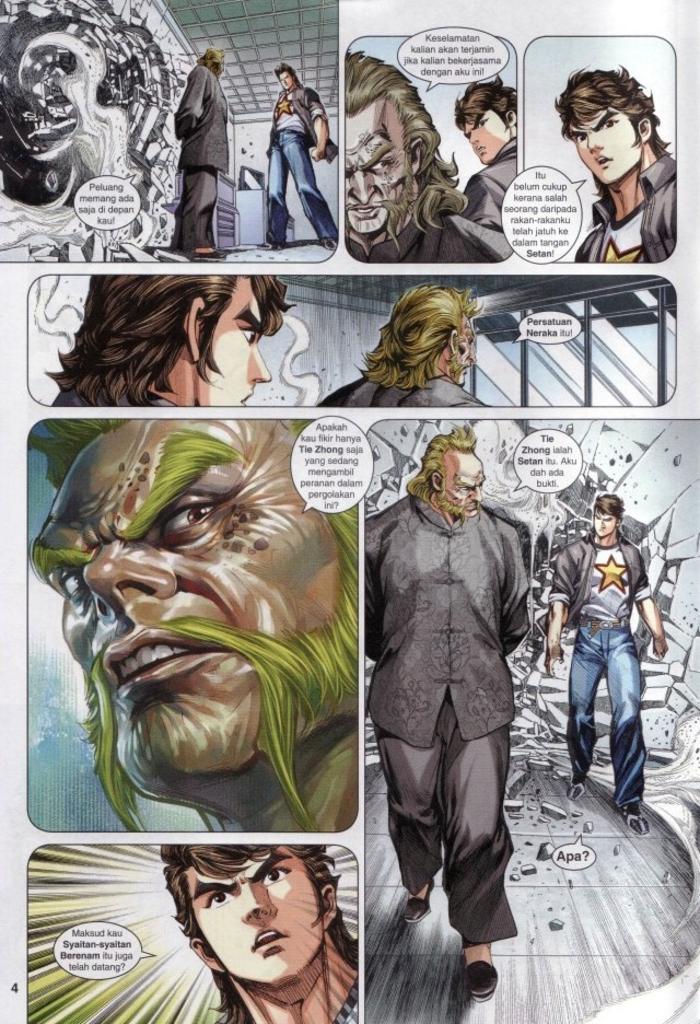 Peluang
memang ada
saja di depan
kau!
Keselamatan
kalian akan terjamin
jika kalian bekerjasama
dengan aku ini!
Itu
belum cukup
kerana salah
seorang daripada
rakan-rakanku
telah jatuh ke
dalam tangan
Setan!
Persatuan
Neraka itu!
Apakah
kau fikir hanya
Tie Zhong saja
yang sedang
mengambil
peranan dalam
pergolakan
ini?
Tie
Zhong ialah
Setan itu. Aku
dah ada
bukti.
Apa?
Maksud kau
Syaitan-syaitan
Berenam itu juga
telah datang?
4